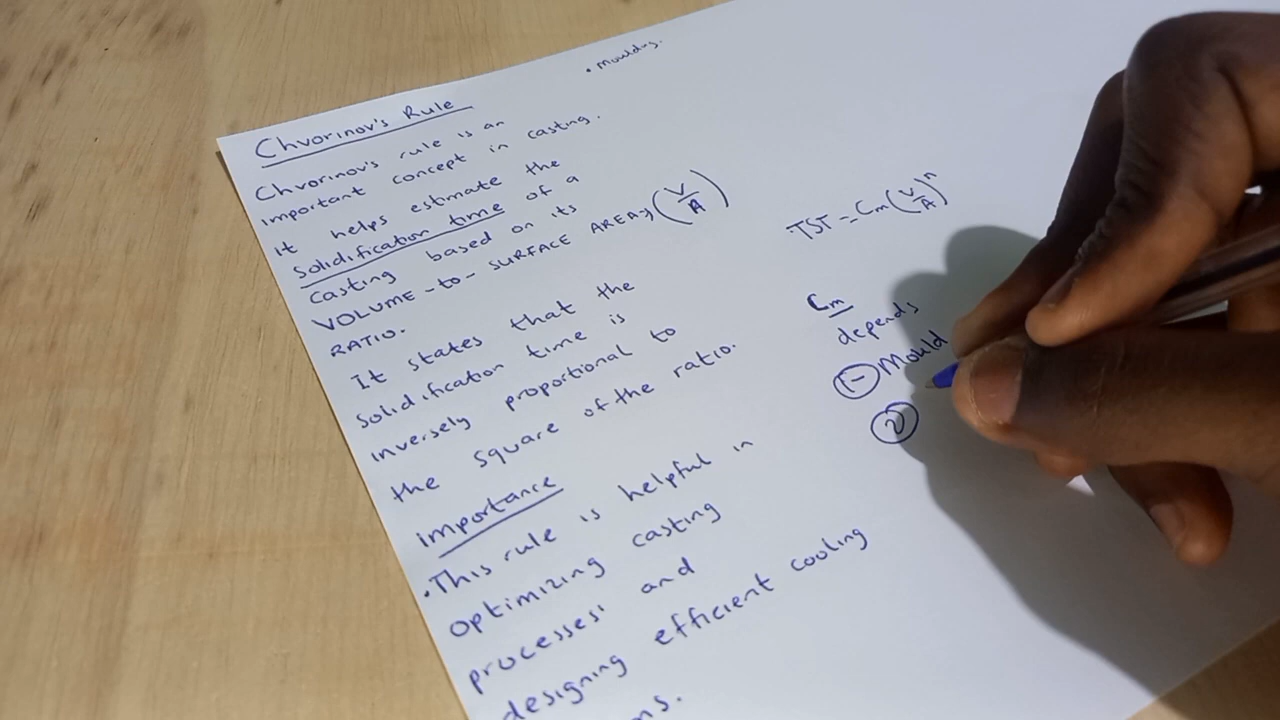 • Moulding.
Chvorinov's Rule
Chvorinov's rule is an
important concept in casting.
It helps estimate the
solidification time of a
casting based on its
VOLUME-to-SURFACE AREA→(V/A)
RATIO.
It states that the
solidification time is
inversely proportional to
the square of the ratio.
Importance
.This rule is helpful in
optimizing casting
processes' and
designing efficient cooling
ms.
TST = Cm(V/A)^n
Cm
depends
1- Mould
2